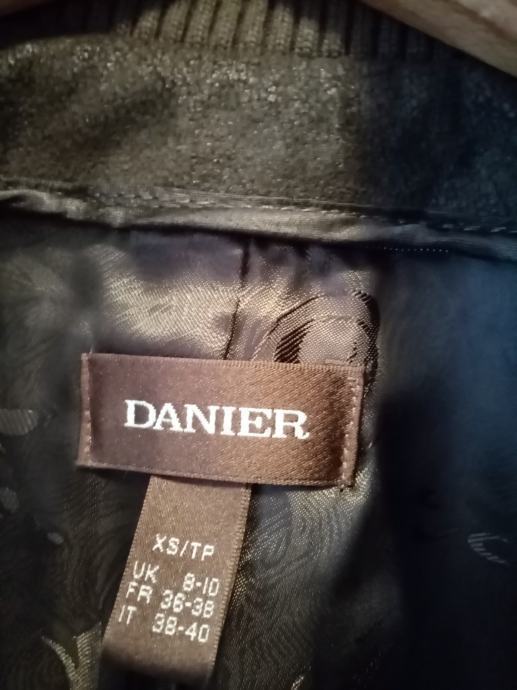 DANIER
XS/TP
UK 8-10
FR 36-38
IT 38-40